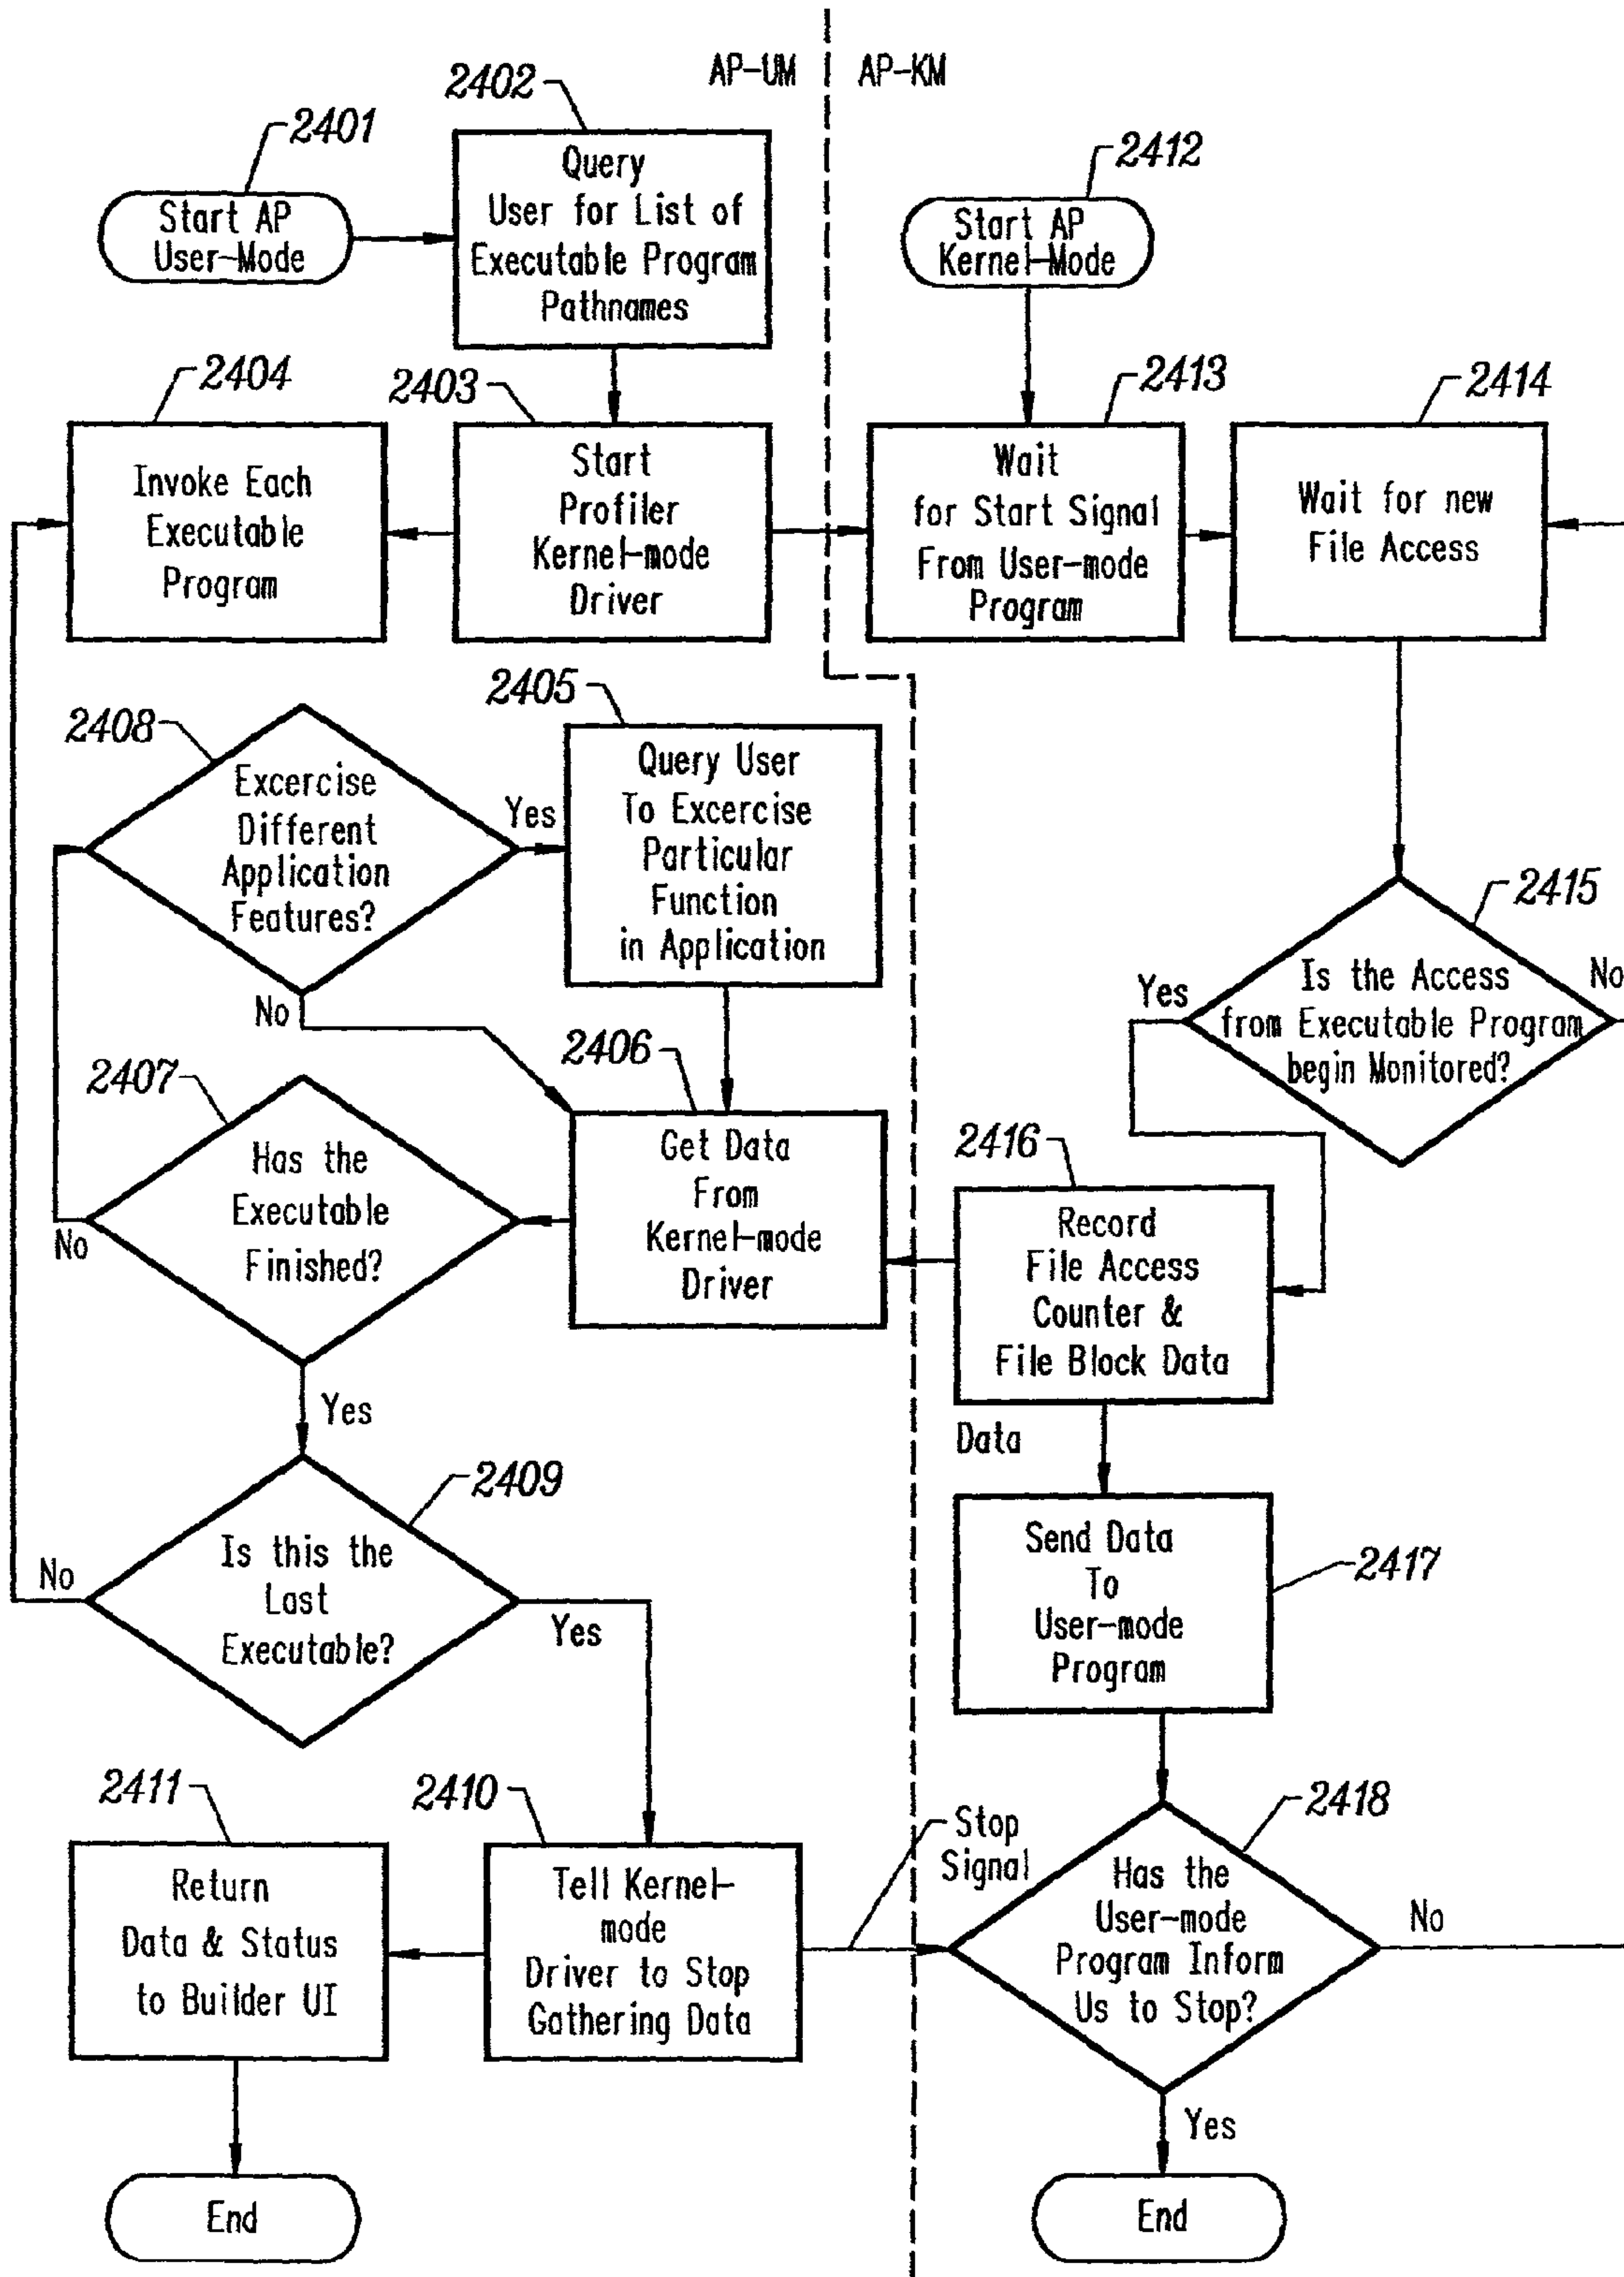 AP-UM
AP-KM
2401
Start AP
User-Mode
2402
Query
User for List of
Executable Program
Pathnames
2412
Start AP
Kernel-Mode
2404
Invoke Each
Executable
Program
2403
Start
Profiler
Kernel-mode
Driver
2413
Wait
for Start Signal
From User-mode
Program
2414
Wait for new
File Access
2408
Excercise
Different
Application
Features?
Yes
No
2405
Query User
To Excercise
Particular
Function
in Application
2415
Is the Access
from Executable Program
begin Monitored?
Yes
No
2407
Has the
Executable
Finished?
No
Yes
2406
Get Data
From
Kernel-mode
Driver
2416
Record
File Access
Counter &
File Block Data
Data
2409
Is this the
Last
Executable?
No
Yes
2417
Send Data
To
User-mode
Program
2411
Return
Data & Status
to Builder UI
2410
Tell Kernel-
mode
Driver to Stop
Gathering Data
Stop
Signal
2418
Has the
User-mode
Program Inform
Us to Stop?
No
Yes
End
End